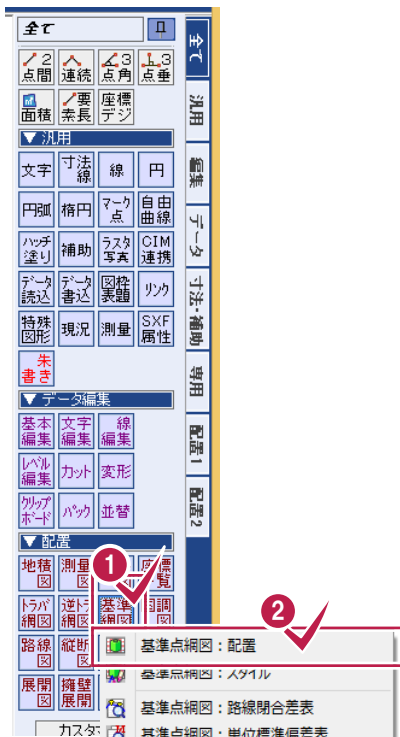 全て
2 点間 連続 3 点角 3 点垂
面積 要素長 座標デジ
▼ 汎用
文字 寸法線 線 円
円弧 楕円 マーク点 自由曲線
ハッチ塗り 補助 ラスタ写真 CIM連携
データ読込 データ書込 図枠表題 リンク
特殊図形 現況 測量 SXF属性
朱書き
▼ データ編集
基本編集 文字編集 線編集
レベル編集 カット 変形
クリップボード パック 並替
▼ 配置
地積図 測量図
トラバ網図 逆トラ網図 基準網図
路線図 縦断
展開図 擁壁展開
カスタ
全て
汎用
編集
データ
寸法・補助
専用
配置1
配置2
1
2
基準点網図:配置
基準点網図:スタイル
基準点網図:路線閉合差表
基準点網図:単位標準偏差表